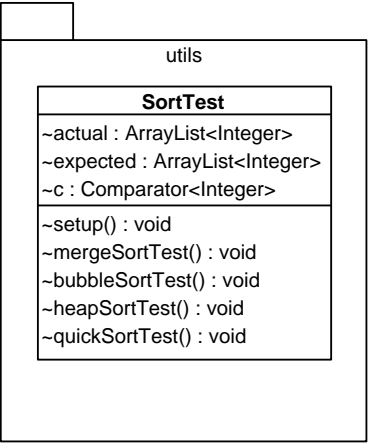 utils
SortTest
~actual : ArrayList<Integer>
~expected : ArrayList<Integer>
~c : Comparator<Integer>
~setup() : void
~mergeSortTest() : void
~bubbleSortTest() : void
~heapSortTest() : void
~quickSortTest() : void